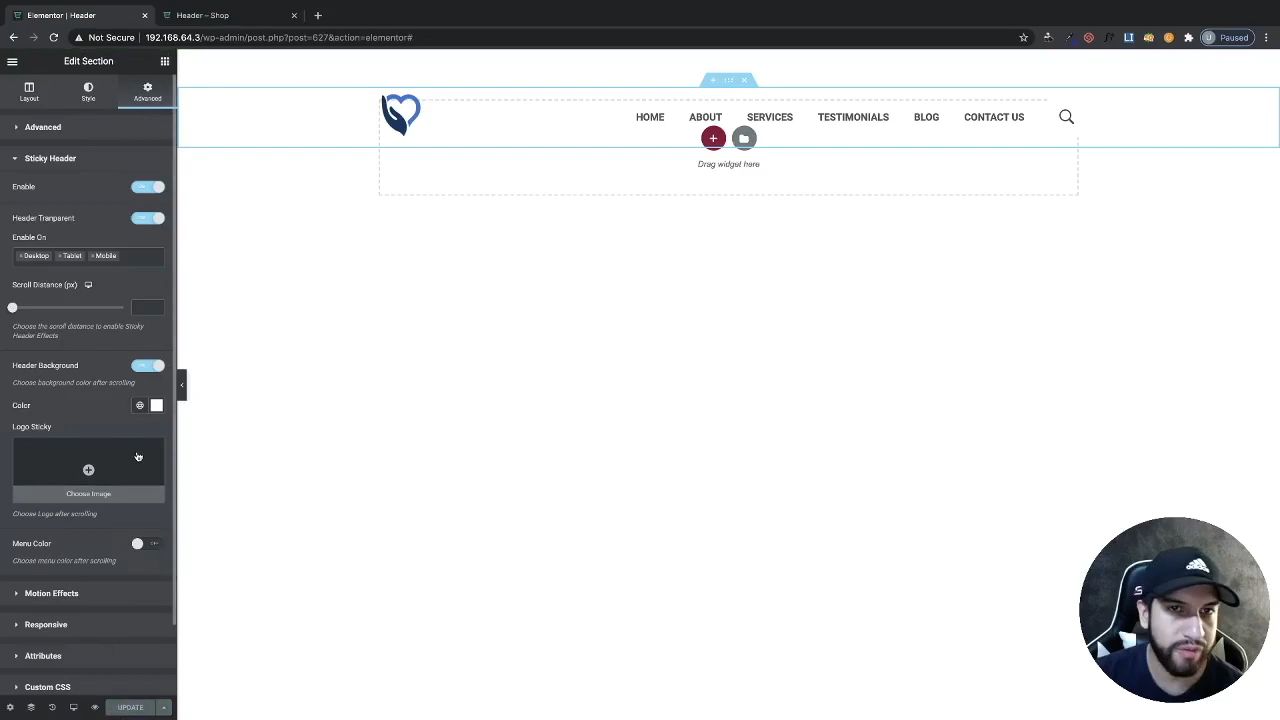 Elementor | Header
Header – Shop
Not Secure
192.168.64.3/wp-admin/post.php?post=627&action=elementor#
Paused
Edit Section
Layout
Style
Advanced
HOME
ABOUT
SERVICES
TESTIMONIALS
BLOG
CONTACT US
Advanced
Sticky Header
Drag widget here
Enable
Header Tranparent
Enable On
× Desktop
× Tablet
× Mobile
Scroll Distance (px)
Choose the scroll distance to enable Sticky
Header Effects
Header Background
Choose background color after scrolling
Color
Logo Sticky
Choose Image
Choose Logo after scrolling
Menu Color
OFF
Choose menu color after scrolling
Motion Effects
Responsive
Attributes
Custom CSS
UPDATE